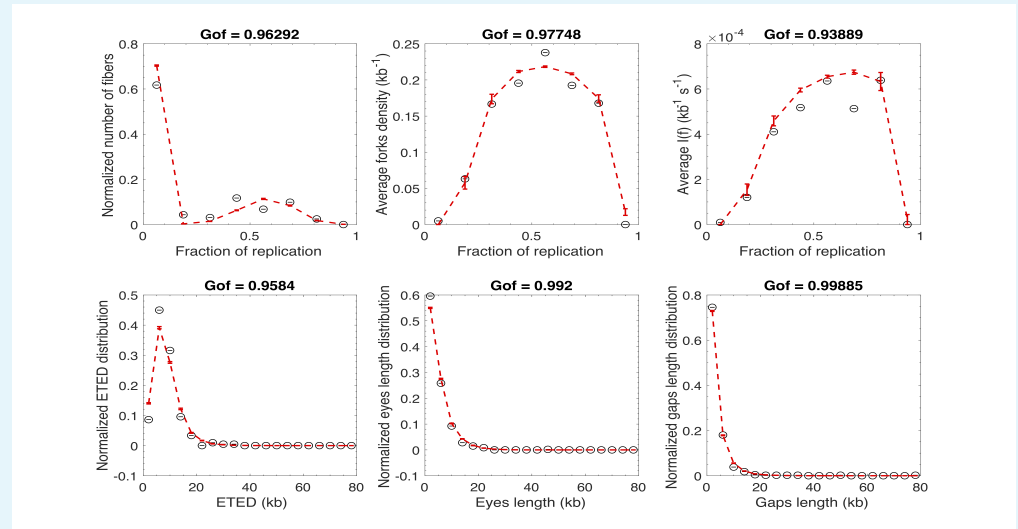 Gof = 0.96292
Normalized number of fibers
0.8
0.6
0.4
0.2
0
0 0.5 1
Fraction of replication
Gof = 0.97748
Average forks density (kb⁻¹)
0.25
0.2
0.15
0.1
0.05
0
0 0.5 1
Fraction of replication
×10⁻⁴ Gof = 0.93889
Average I(f) (kb⁻¹ s⁻¹)
8
6
4
2
0
0 0.5 1
Fraction of replication
Gof = 0.9584
Normalized ETED distribution
0.5
0.4
0.3
0.2
0.1
0
-0.1
0 20 40 60 80
ETED (kb)
Gof = 0.992
Normalized eyes length distribution
0.6
0.5
0.4
0.3
0.2
0.1
0
-0.1
0 20 40 60 80
Eyes length (kb)
Gof = 0.99885
Normalized gaps length distribution
0.8
0.6
0.4
0.2
0
0 20 40 60 80
Gaps length (kb)